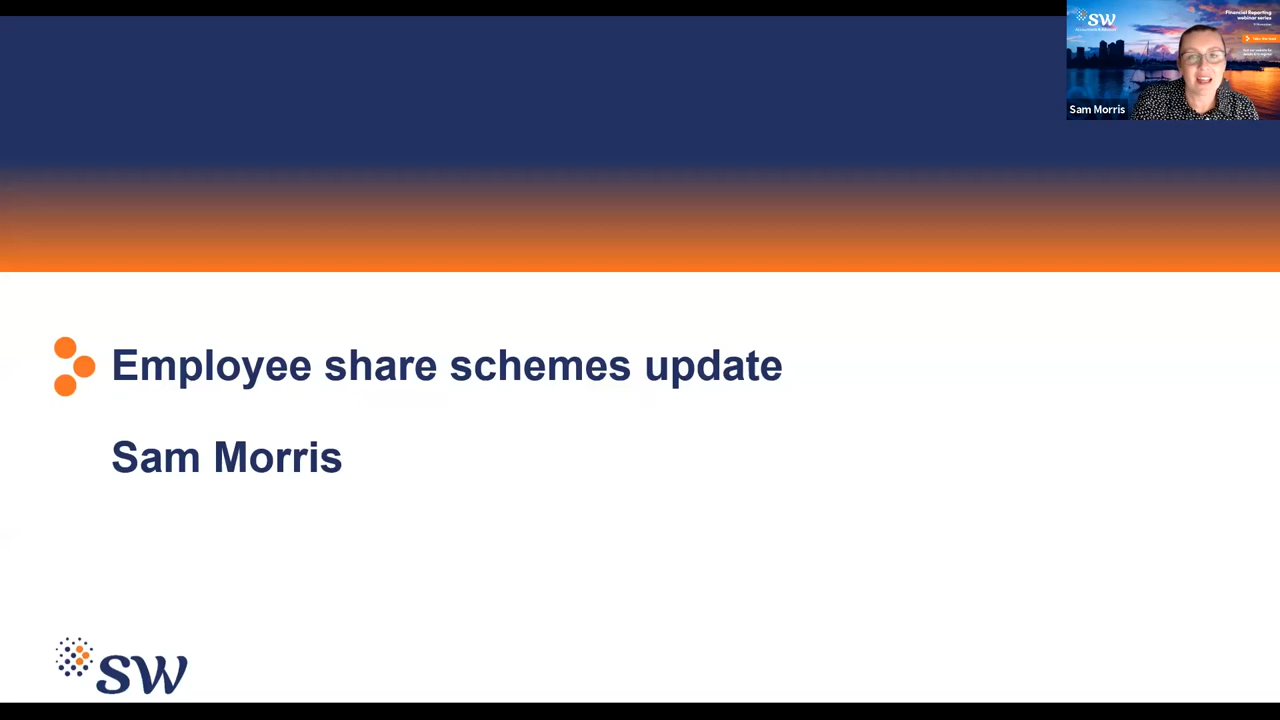 SW
Financial Reporting
webinar series
Sam Morris
Employee share schemes update
Sam Morris
SW